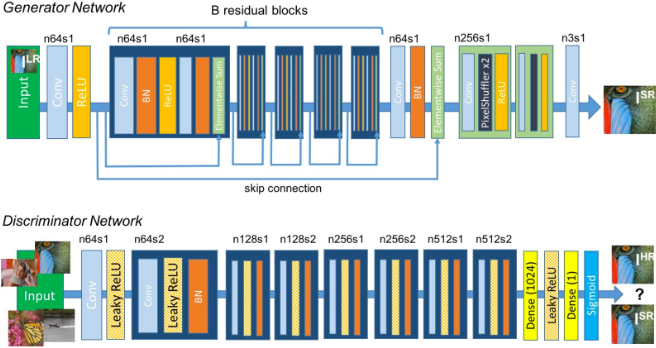 Generator Network
B residual blocks
n64s1 n64s1 n64s1 n64s1 n256s1 n3s1
I LR
Input
Conv
ReLU
Conv
BN
ReLU
Elementwise Sum
Conv
BN
Elementwise Sum
Conv
PixelShuffler x2
ReLU
Conv
I SR
skip connection
Discriminator Network
n64s1 n64s2 n128s1 n128s2 n256s1 n256s2 n512s1 n512s2
Input
Conv
Leaky ReLU
Conv
Leaky ReLU
BN
Dense (1024)
Leaky ReLU
Dense (1)
Sigmoid
I HR
?
I SR